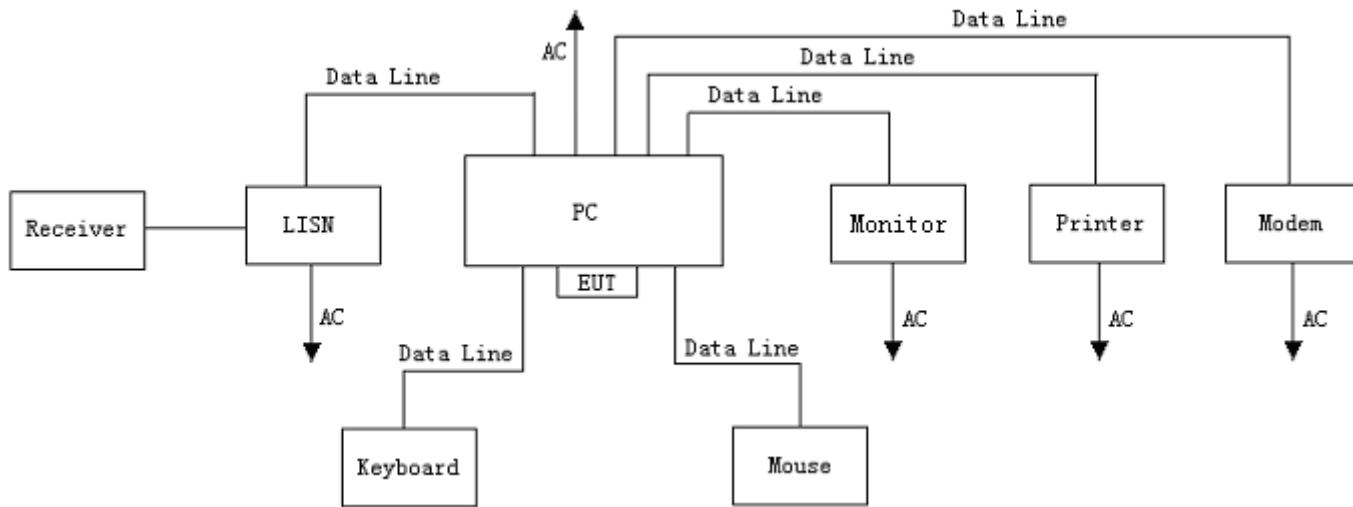 Data Line
AC
Data Line
Data Line
Data Line
Receiver
LISN
PC
Monitor
Printer
Modem
EUT
AC
AC
AC
AC
Data Line
Data Line
Keyboard
Mouse